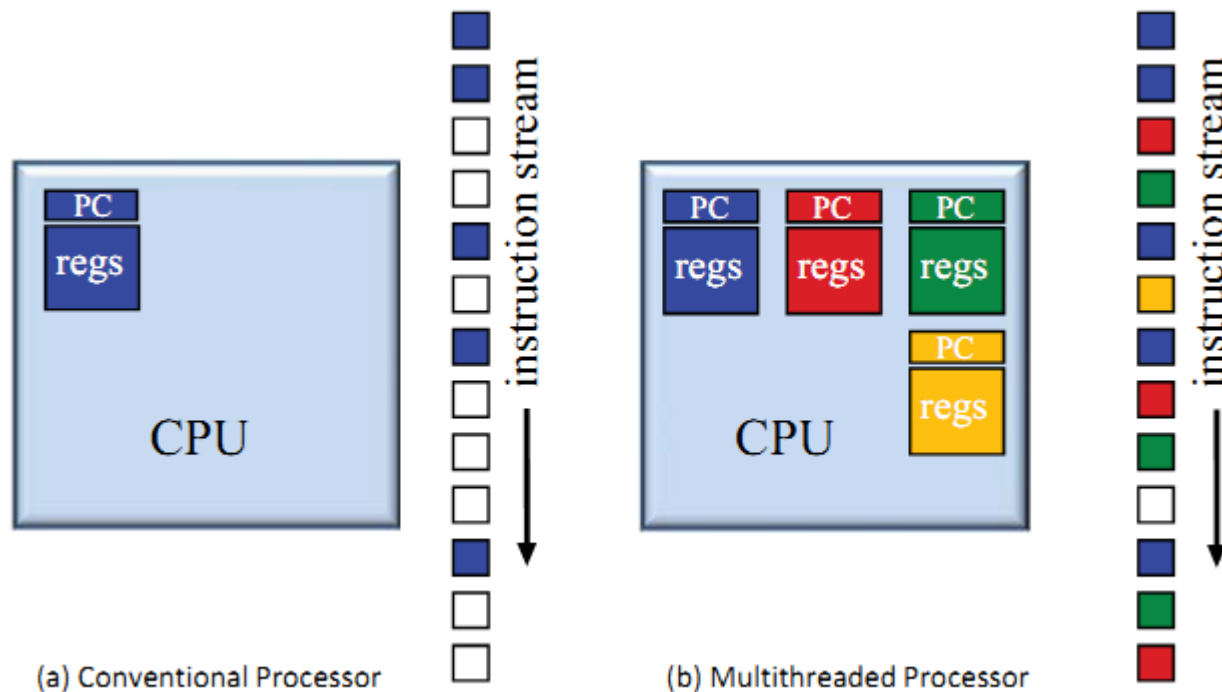 PC
regs
CPU
instruction stream
(a) Conventional Processor
PC PC PC
regs regs regs
PC
regs
CPU
instruction stream
(b) Multithreaded Processor